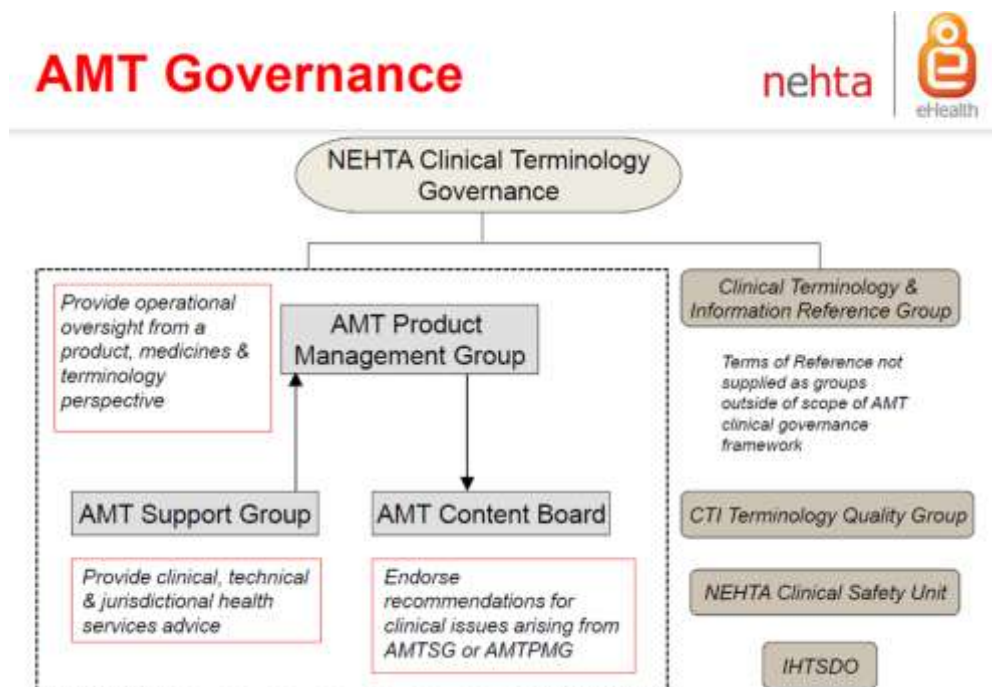 AMT Governance
nehta
eHealth
NEHTA Clinical Terminology
Governance
Provide operational
oversight from a
product, medicines &
terminology
perspective
AMT Product
Management Group
Clinical Terminology &
Information Reference Group
Terms of Reference not
supplied as groups
outside of scope of AMT
clinical governance
framework
AMT Support Group
AMT Content Board
CTI Terminology Quality Group
Provide clinical, technical
& jurisdictional health
services advice
Endorse
recommendations for
clinical issues arising from
AMTSG or AMTPMG
NEHTA Clinical Safety Unit
IHTSDO